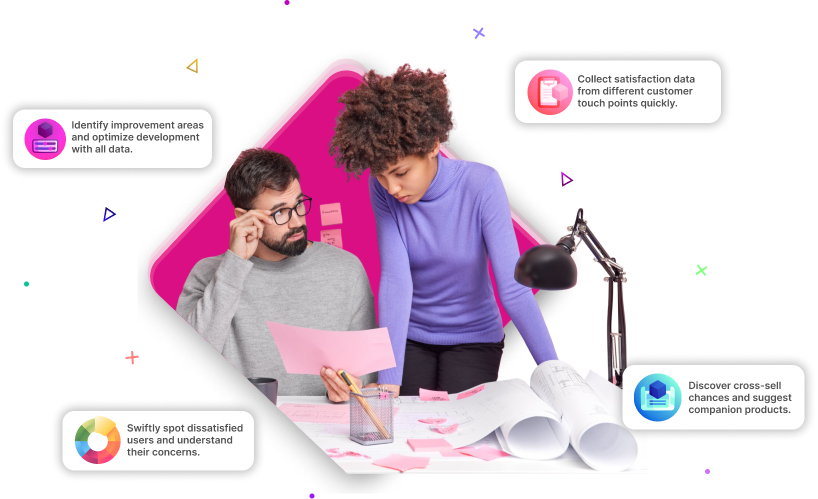 Collect satisfaction data
from different customer
touch points quickly.
Identify improvement areas
and optimize development
with all data.
Discover cross-sell
chances and suggest
companion products.
Swiftly spot dissatisfied
users and understand
their concerns.